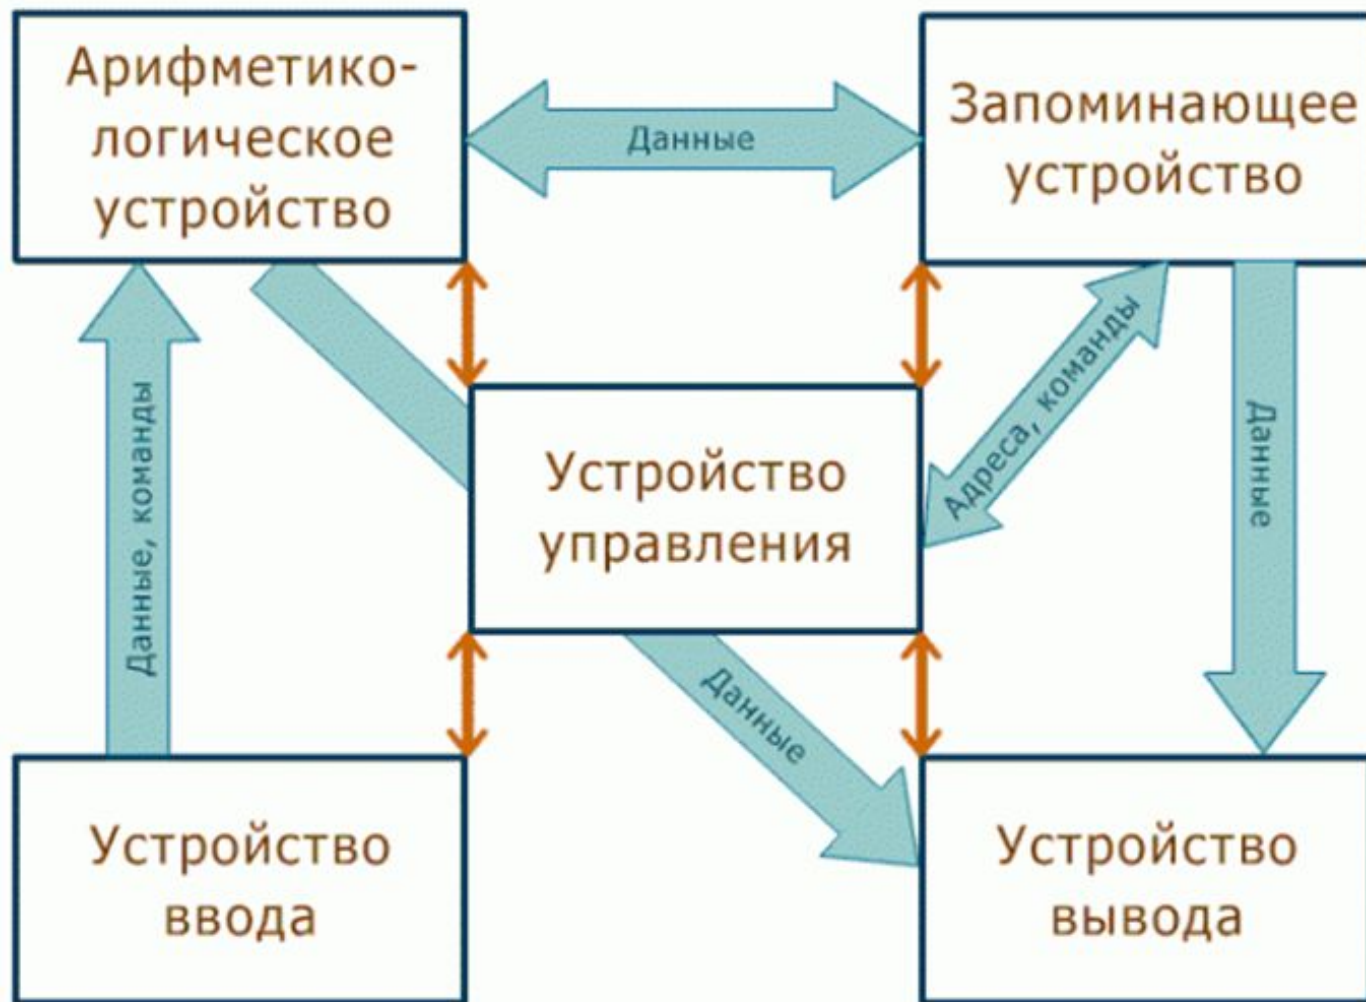 Арифметико-
логическое
устройство
Данные
Запоминающее
устройство
Данные, команды
Устройство
управления
Адреса, команды
Данные
Данные
Устройство
ввода
Устройство
вывода